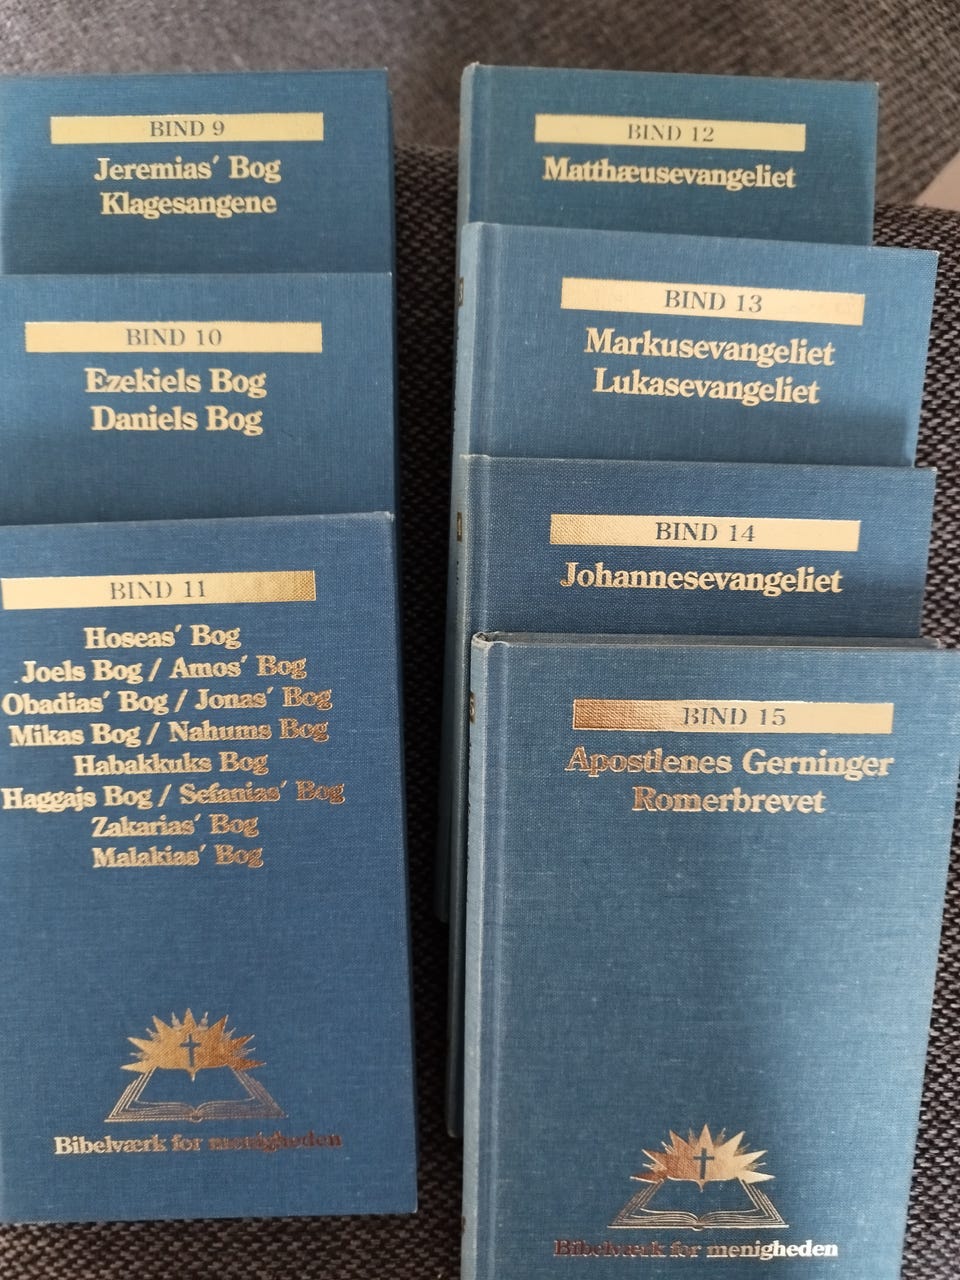 BIND 9
Jeremias' Bog
Klagesangene
BIND 10
Ezekiels Bog
Daniels Bog
BIND 11
Hoseas' Bog
Joels Bog / Amos' Bog
Obadias' Bog / Jonas' Bog
Mikas Bog / Nahums Bog
Habakkuks Bog
Haggajs Bog / Sefanias' Bog
Zakarias' Bog
Malakias' Bog
Bibelværk for menigheden
BIND 12
Matthæusevangeliet
BIND 13
Markusevangeliet
Lukasevangeliet
BIND 14
Johannesevangeliet
BIND 15
Apostlenes Gerninger
Romerbrevet
Bibelværk for menigheden